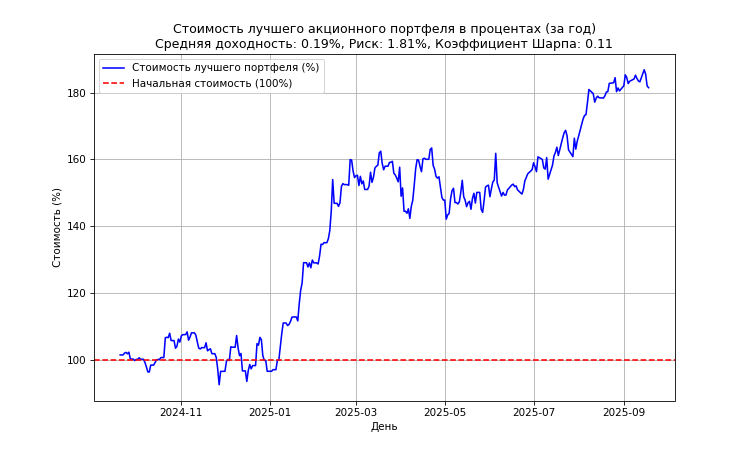 Стоимость лучшего акционного портфеля в процентах (за год)
Средняя доходность: 0.19%, Риск: 1.81%, Коэффициент Шарпа: 0.11
Стоимость лучшего портфеля (%)
Начальная стоимость (100%)
Стоимость (%)
180
160
140
120
100
2024-11
2025-01
2025-03
2025-05
2025-07
2025-09
День